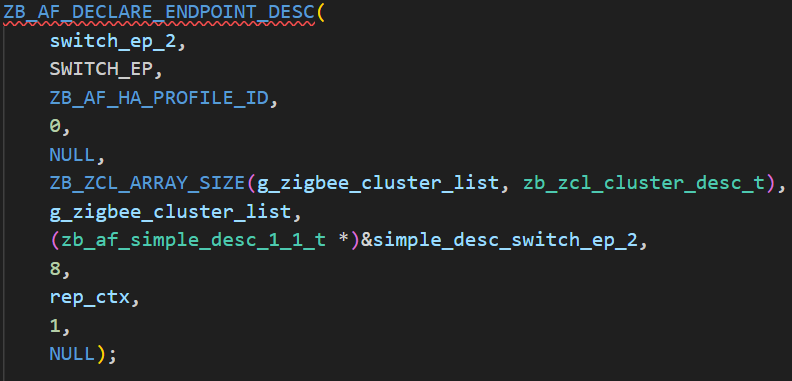 ZB_AF_DECLARE_ENDPOINT_DESC(
switch_ep_2,
SWITCH_EP,
ZB_AF_HA_PROFILE_ID,
0,
NULL,
ZB_ZCL_ARRAY_SIZE(g_zigbee_cluster_list, zb_zcl_cluster_desc_t),
g_zigbee_cluster_list,
(zb_af_simple_desc_1_1_t *)&simple_desc_switch_ep_2,
8,
rep_ctx,
1,
NULL);